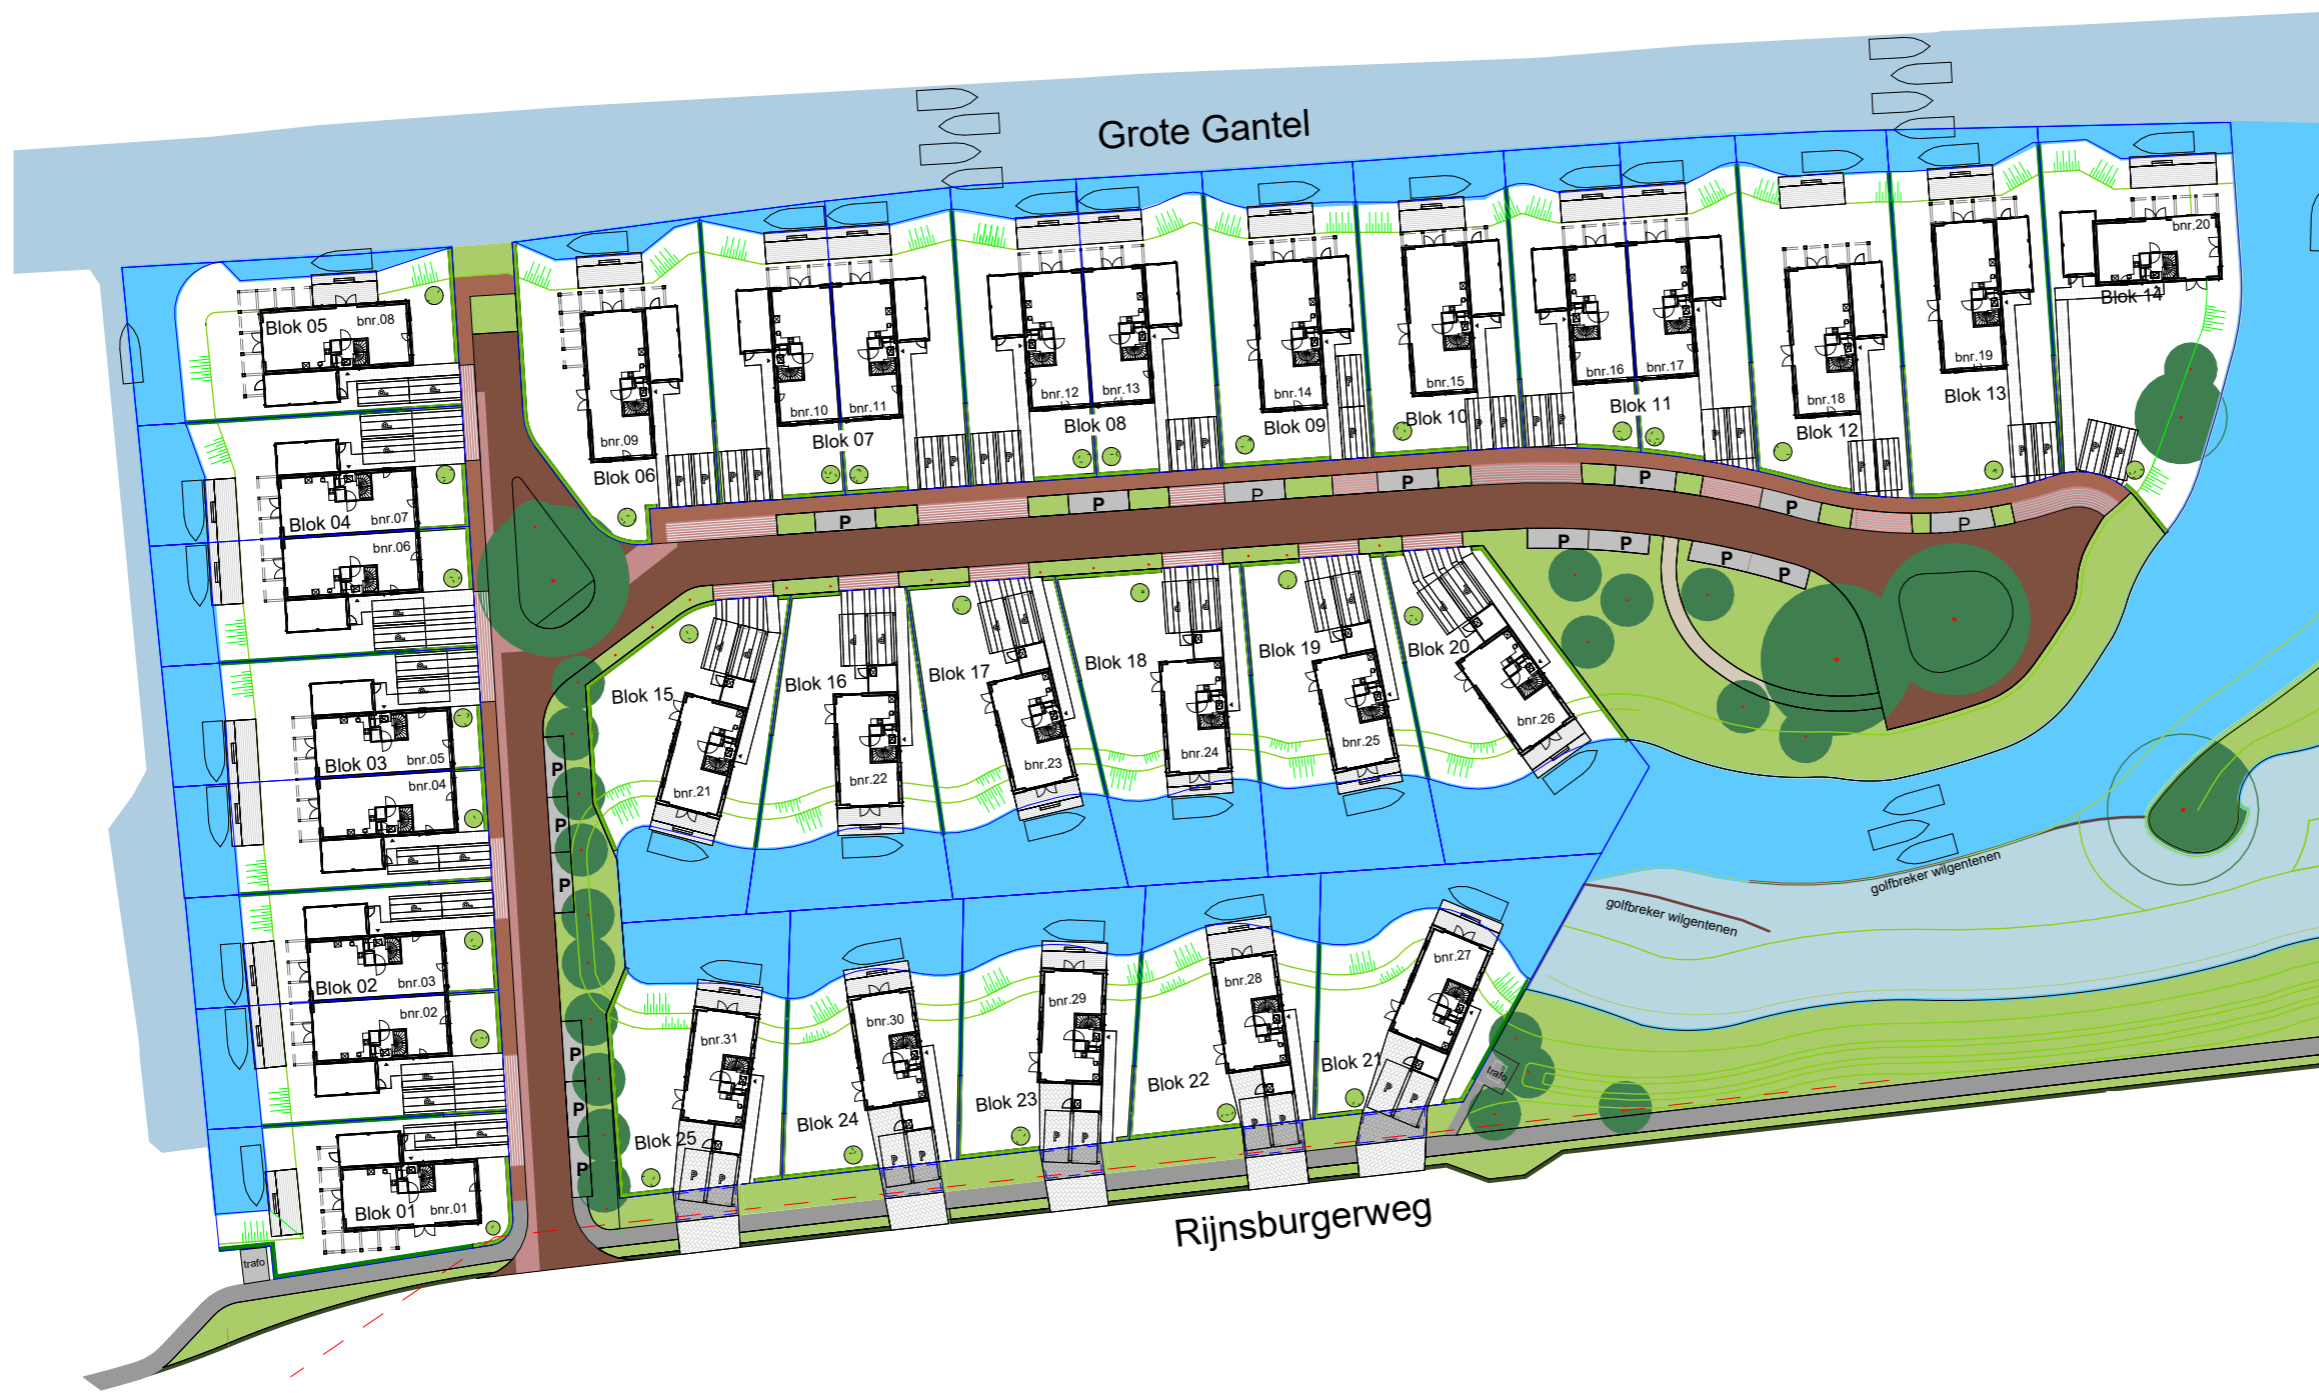 Grote Gantel
Blok 05
bnr.08
Blok 04
bnr.07
bnr.06
Blok 03
bnr.05
bnr.04
Blok 02
bnr.03
bnr.02
Blok 01
bnr.01
trafo
bnr.09
Blok 06
bnr.10
bnr.11
Blok 07
bnr.12
bnr.13
Blok 08
bnr.14
Blok 09
bnr.15
Blok 10
bnr.16
bnr.17
Blok 11
bnr.18
Blok 12
bnr.19
Blok 13
bnr.20
Blok 14
P
P
P
P
P
P
P
P
P
P
P
Blok 15
bnr.21
Blok 16
bnr.22
Blok 17
bnr.23
Blok 18
bnr.24
Blok 19
bnr.25
Blok 20
bnr.26
P
P
P
P
P
P
golfbreker wilgentenen
golfbreker wilgentenen
bnr.31
Blok 25
P
P
bnr.30
Blok 24
P
P
bnr.29
Blok 23
P
P
bnr.28
Blok 22
P
P
bnr.27
Blok 21
P
P
trafo
Rijnsburgerweg